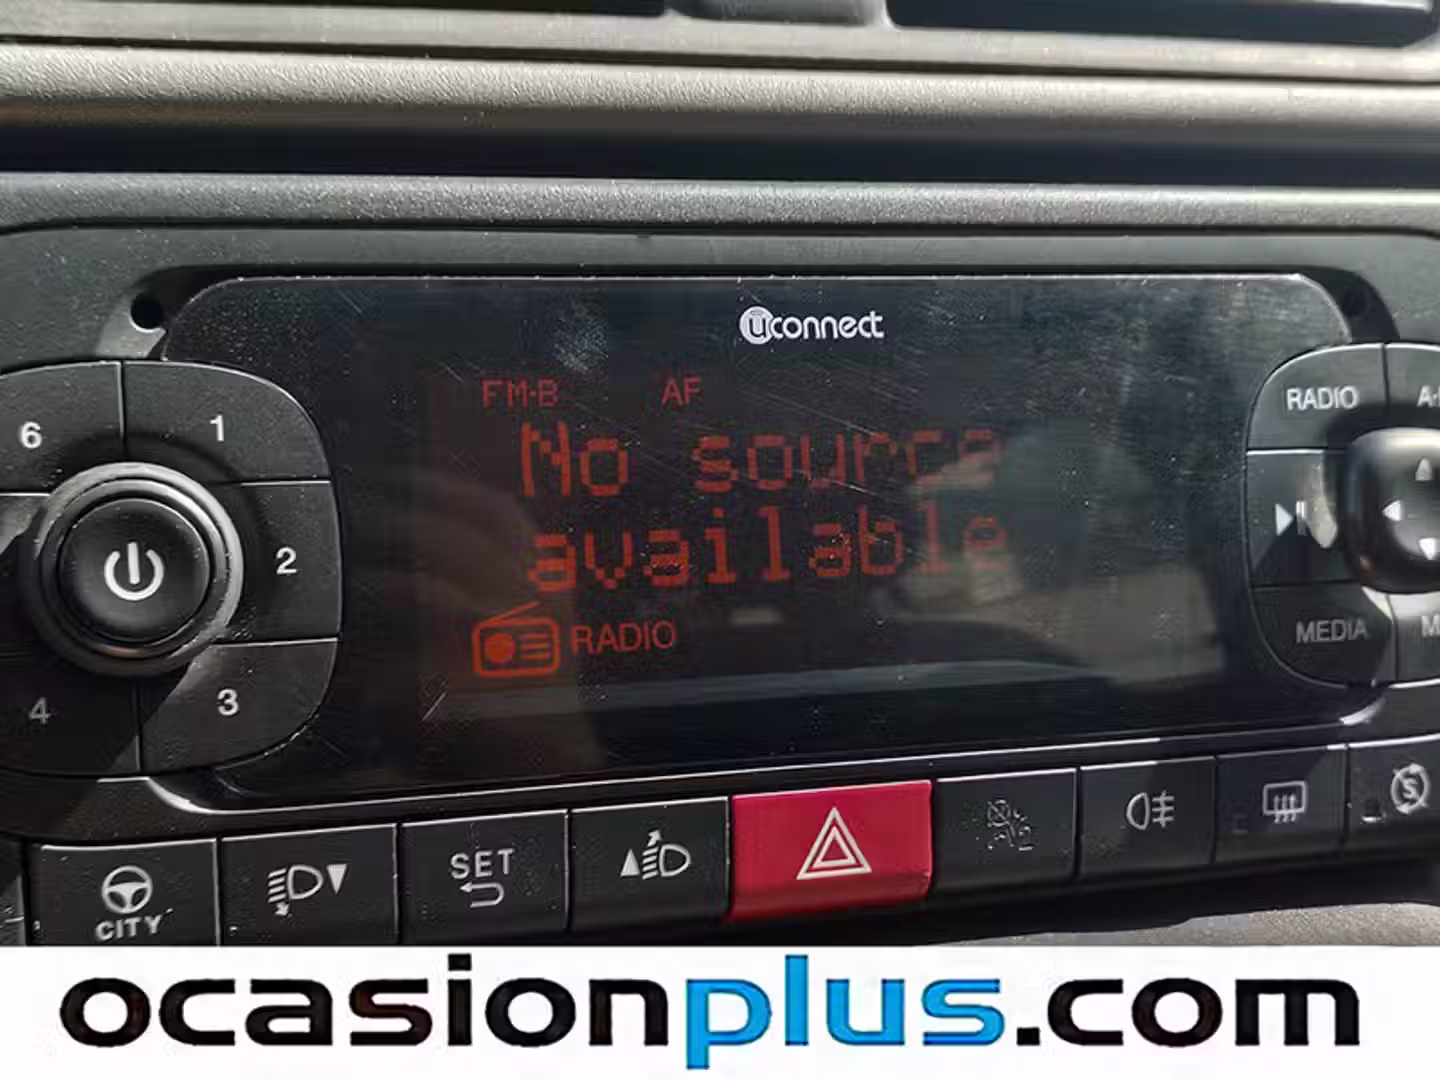 uconnect
FM-B AF
No source
available
RADIO
6 1
2
3
4
RADIO
MEDIA
CITY
SET
ocasionplus.com